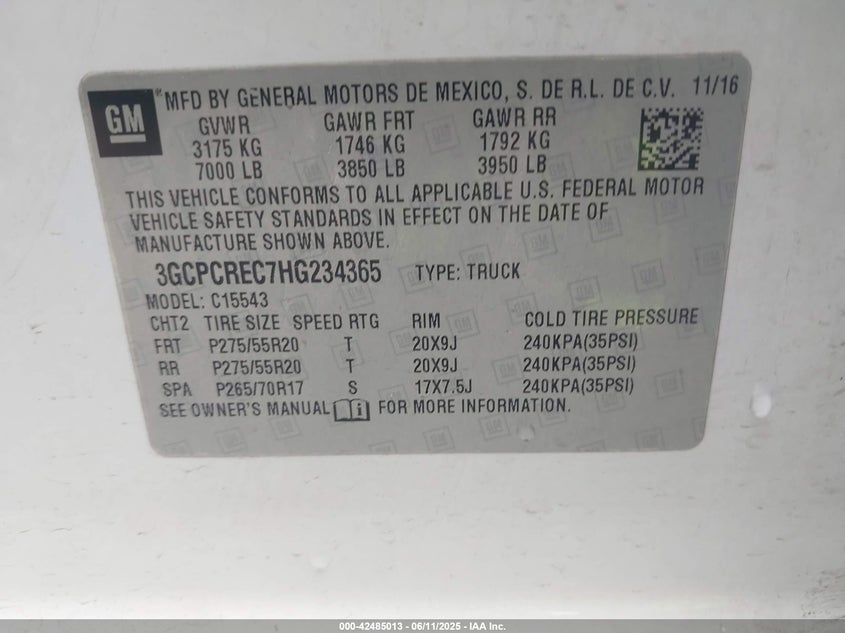 GM
MFD BY GENERAL MOTORS DE MEXICO, S. DE R.L. DE C.V. 11/16
GVWR GAWR FRT GAWR RR
3175 KG 1746 KG 1792 KG
7000 LB 3850 LB 3950 LB
THIS VEHICLE CONFORMS TO ALL APPLICABLE U.S. FEDERAL MOTOR
VEHICLE SAFETY STANDARDS IN EFFECT ON THE DATE OF
MANUFACTURE SHOWN ABOVE.
3GCPCREC7HG234365 TYPE: TRUCK
MODEL: C15543
CHT2 TIRE SIZE SPEED RTG RIM COLD TIRE PRESSURE
FRT P275/55R20 T 20X9J 240KPA(35PSI)
RR P275/55R20 T 20X9J 240KPA(35PSI)
SPA P265/70R17 S 17X7.5J 240KPA(35PSI)
SEE OWNER'S MANUAL i FOR MORE INFORMATION.
000-42485013 - 06/11/2025 - IAA Inc.